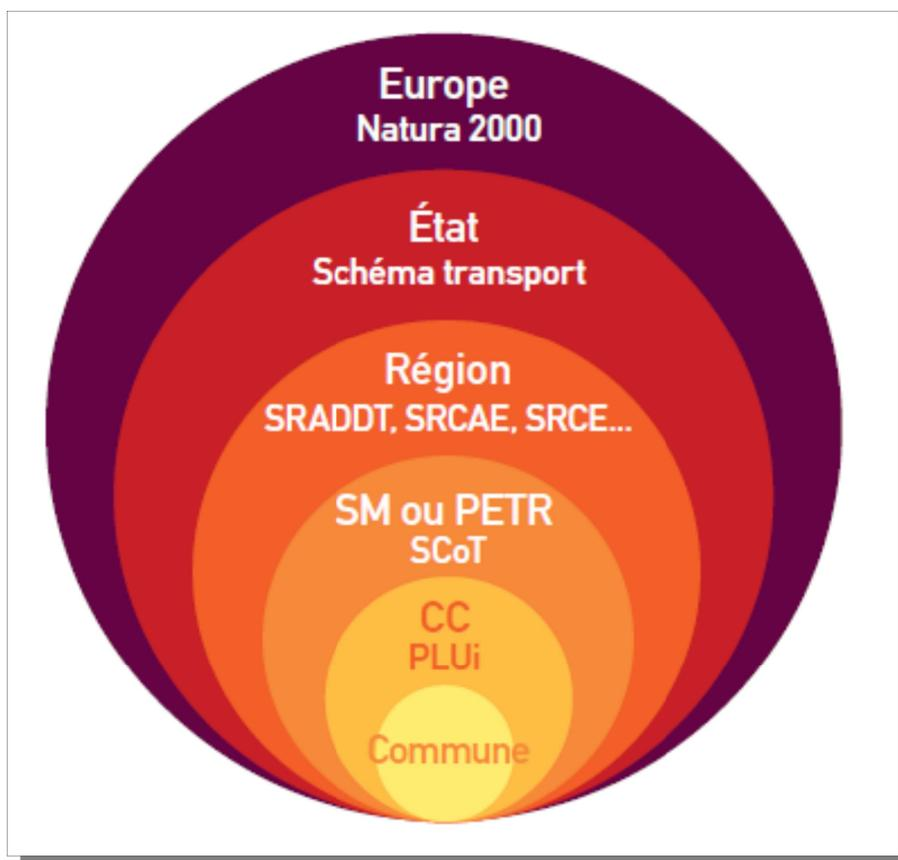 Europe
Natura 2000
État
Schéma transport
Région
SRADDT, SRCAE, SRCE...
SM ou PETR
SCoT
CC
PLUi
Commune